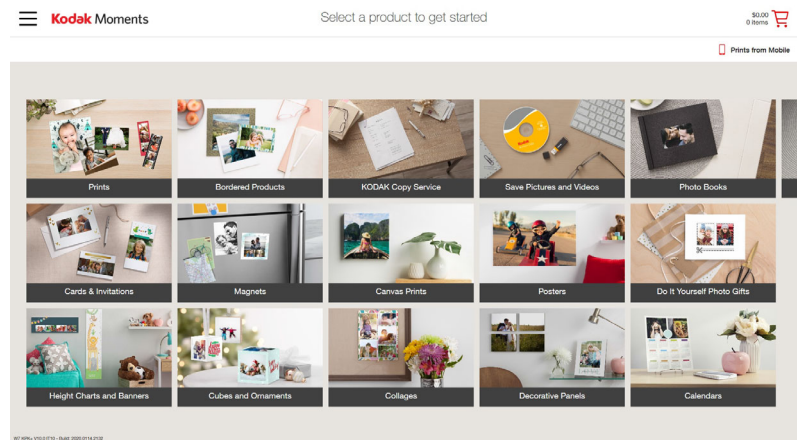 Kodak Moments
Select a product to get started
$0.00
0 items
Prints from Mobile
Prints
Bordered Products
KODAK Copy Service
Save Pictures and Videos
Photo Books
Cards & Invitations
Magnets
Canvas Prints
Posters
Do It Yourself Photo Gifts
Height Charts and Banners
Cubes and Ornaments
Collages
Decorative Panels
Calendars